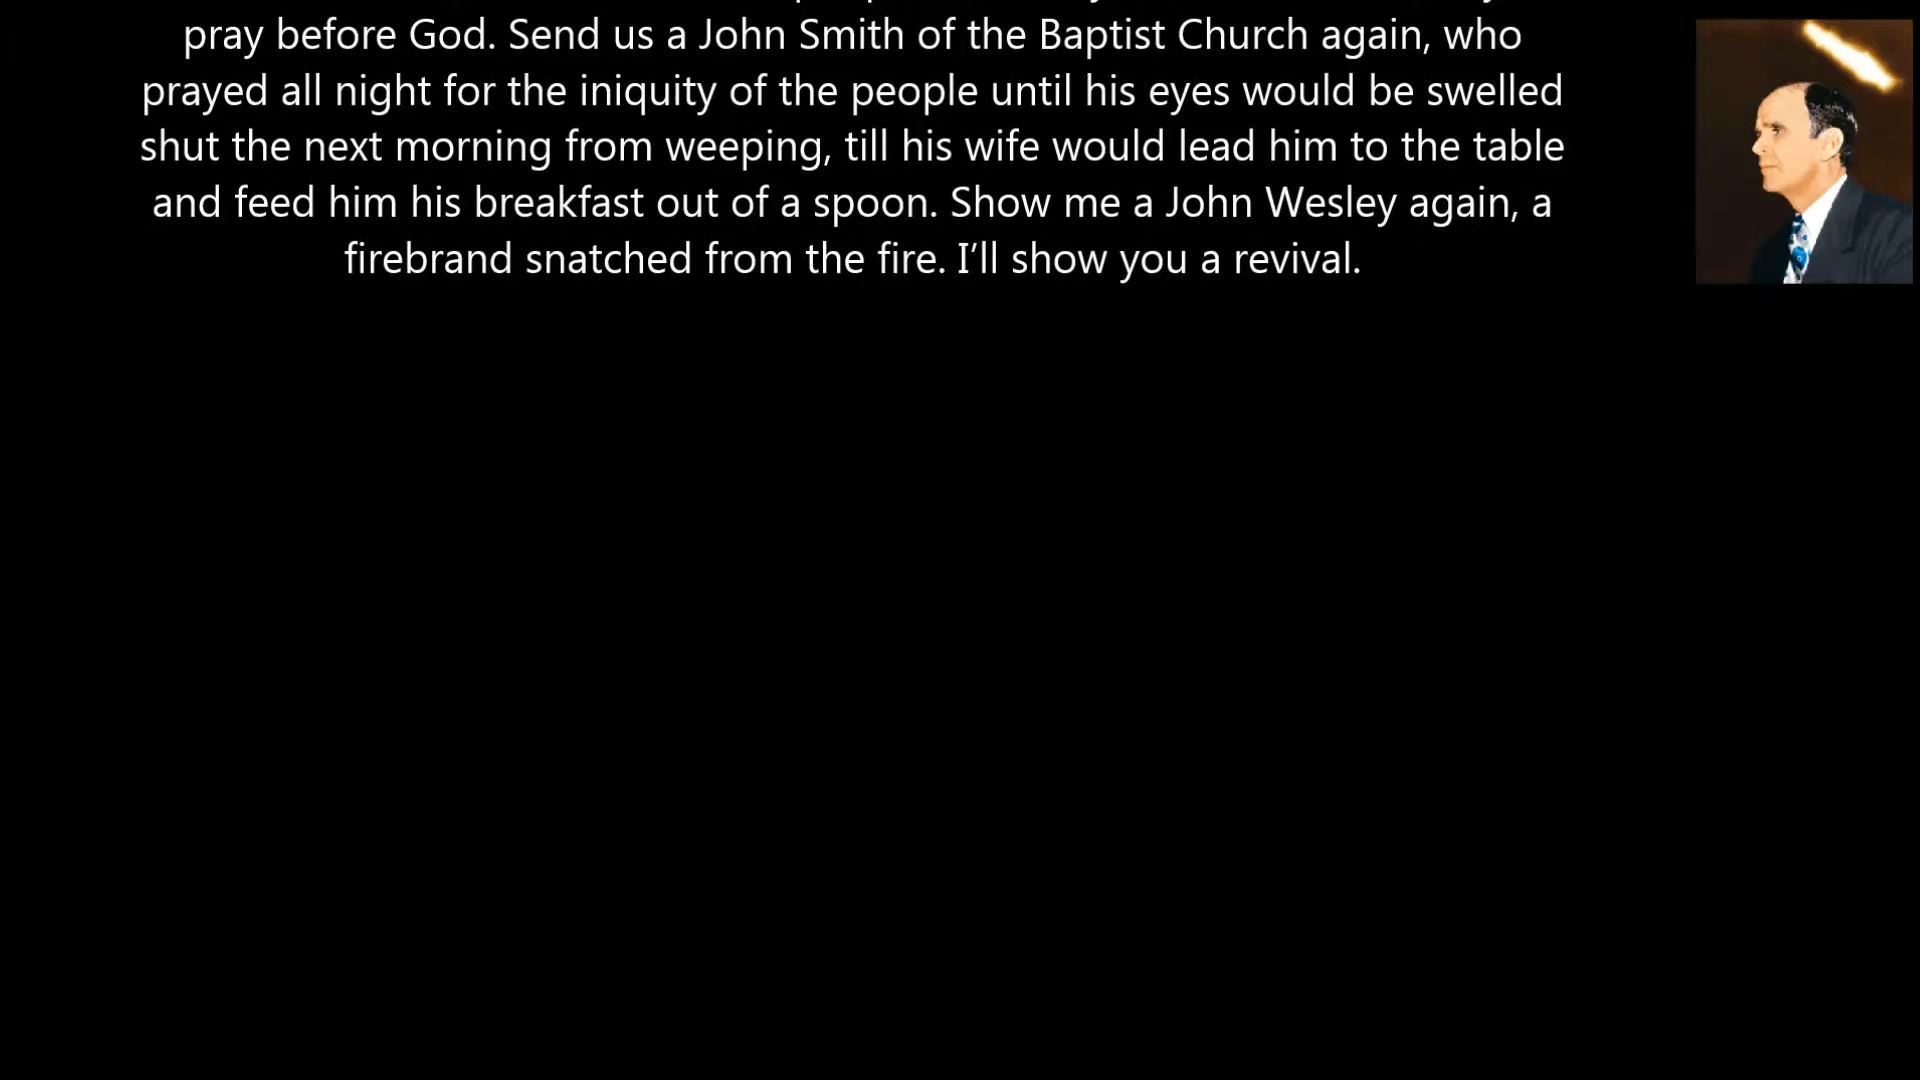 pray before God. Send us a John Smith of the Baptist Church again, who
prayed all night for the iniquity of the people until his eyes would be swelled
shut the next morning from weeping, till his wife would lead him to the table
and feed him his breakfast out of a spoon. Show me a John Wesley again, a
firebrand snatched from the fire. I’ll show you a revival.